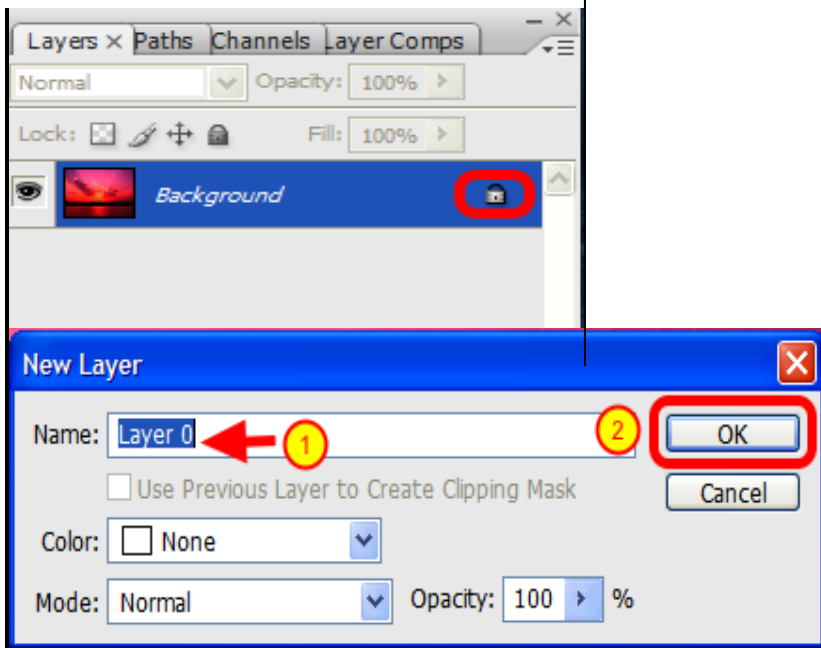 Layers × Paths Channels Layer Comps
Normal Opacity: 100%
Lock: Fill: 100%
Background
New Layer
Name: Layer 0 1 2 OK
Use Previous Layer to Create Clipping Mask Cancel
Color: None
Mode: Normal Opacity: 100 %